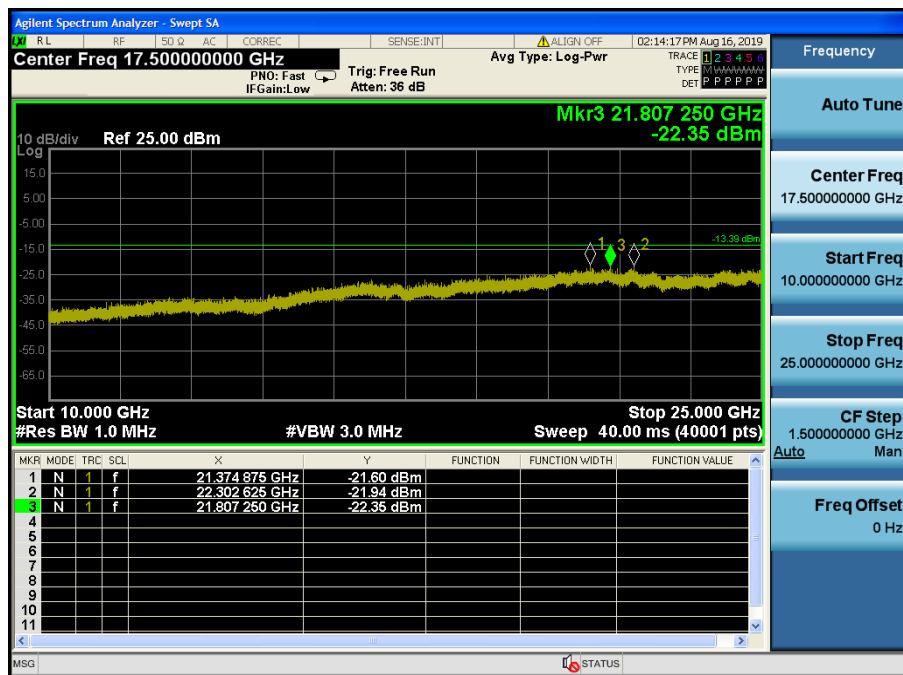 Agilent Spectrum Analyzer - Swept SA
LXI RL RF 50 Ω AC CORREC SENSE:INT ALIGN OFF 02:14:17 PM Aug 16, 2019
Center Freq 17.500000000 GHz
PNO: Fast
IFGain:Low
Trig: Free Run
Atten: 36 dB
Avg Type: Log-Pwr
TRACE 1 2 3 4 5 6
TYPE M WWWWW
DET P P P P P P
Mkr3 21.807 250 GHz
-22.35 dBm
10 dB/div Ref 25.00 dBm
Log
15.0
5.00
-5.00
-15.0
-25.0
-35.0
-45.0
-55.0
-65.0
1 3 2
-13.39 dBm
Start 10.000 GHz Stop 25.000 GHz
#Res BW 1.0 MHz #VBW 3.0 MHz Sweep 40.00 ms (40001 pts)
MKR MODE TRC SCL X Y FUNCTION FUNCTION WIDTH FUNCTION VALUE
1 N 1 f 21.374 875 GHz -21.60 dBm
2 N 1 f 22.302 625 GHz -21.94 dBm
3 N 1 f 21.807 250 GHz -22.35 dBm
4
5
6
7
8
9
10
11
MSG STATUS
Frequency
Auto Tune
Center Freq
17.500000000 GHz
Start Freq
10.000000000 GHz
Stop Freq
25.000000000 GHz
CF Step
1.500000000 GHz
Auto Man
Freq Offset
0 Hz